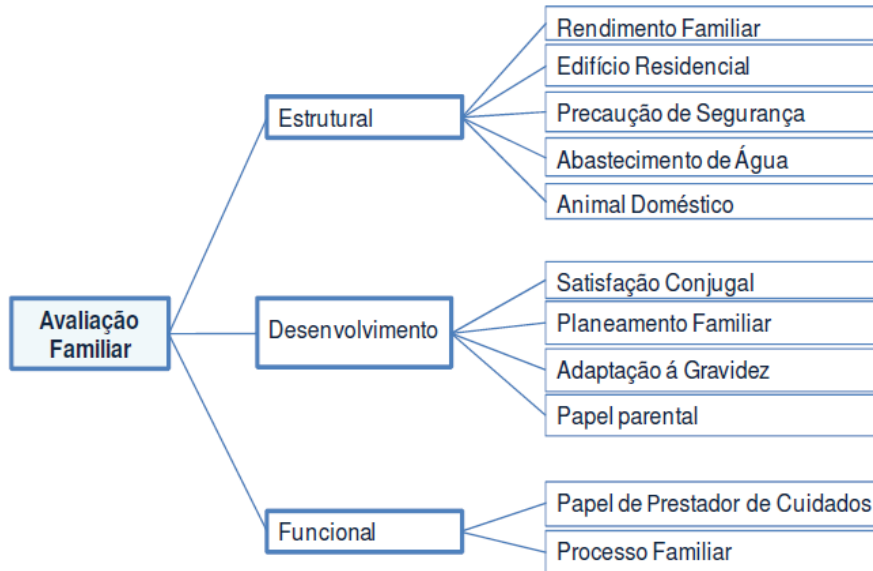 Avaliação
Familiar
Estrutural
Rendimento Familiar
Edifício Residencial
Precaução de Segurança
Abastecimento de Água
Animal Doméstico
Desenvolvimento
Satisfação Conjugal
Planeamento Familiar
Adaptação á Gravidez
Papel parental
Funcional
Papel de Prestador de Cuidados
Processo Familiar